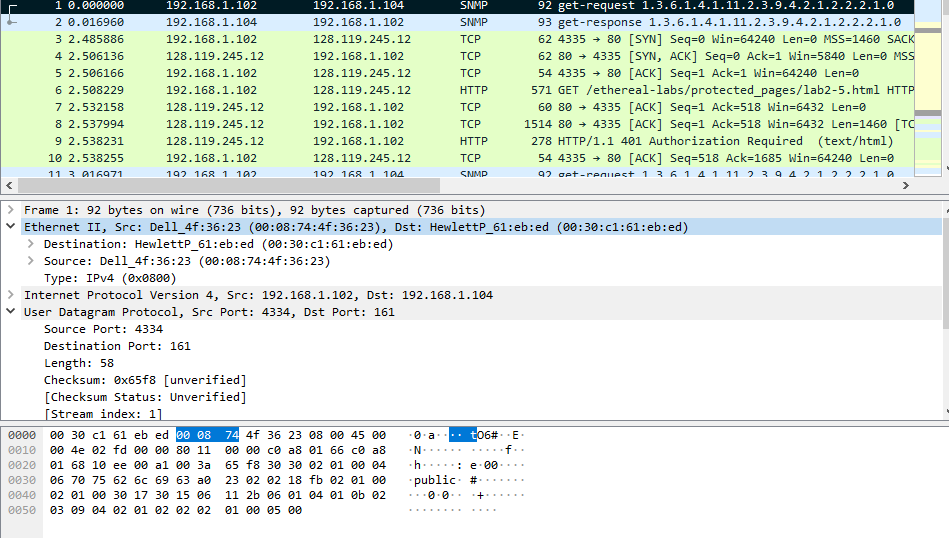 1 0.000000 192.168.1.102 192.168.1.104 SNMP 92 get-request 1.3.6.1.4.1.11.2.3.9.4.2.1.2.2.2.1.0
2 0.016960 192.168.1.104 192.168.1.102 SNMP 93 get-response 1.3.6.1.4.1.11.2.3.9.4.2.1.2.2.2.1.0
3 2.485886 192.168.1.102 128.119.245.12 TCP 62 4335 → 80 [SYN] Seq=0 Win=64240 Len=0 MSS=1460 SACK
4 2.506136 128.119.245.12 192.168.1.102 TCP 62 80 → 4335 [SYN, ACK] Seq=0 Ack=1 Win=5840 Len=0 MSS
5 2.506166 192.168.1.102 128.119.245.12 TCP 54 4335 → 80 [ACK] Seq=1 Ack=1 Win=64240 Len=0
6 2.508229 192.168.1.102 128.119.245.12 HTTP 571 GET /ethereal-labs/protected_pages/lab2-5.html HTTP
7 2.532158 128.119.245.12 192.168.1.102 TCP 60 80 → 4335 [ACK] Seq=1 Ack=518 Win=6432 Len=0
8 2.537994 128.119.245.12 192.168.1.102 TCP 1514 80 → 4335 [ACK] Seq=1 Ack=518 Win=6432 Len=1460 [TC
9 2.538231 128.119.245.12 192.168.1.102 HTTP 278 HTTP/1.1 401 Authorization Required (text/html)
10 2.538255 192.168.1.102 128.119.245.12 TCP 54 4335 → 80 [ACK] Seq=518 Ack=1685 Win=64240 Len=0
11 3.016971 192.168.1.102 192.168.1.104 SNMP 92 get-request 1.3.6.1.4.1.11.2.3.9.4.2.1.2.2.2.1.0
Frame 1: 92 bytes on wire (736 bits), 92 bytes captured (736 bits)
Ethernet II, Src: Dell_4f:36:23 (00:08:74:4f:36:23), Dst: HewlettP_61:eb:ed (00:30:c1:61:eb:ed)
Destination: HewlettP_61:eb:ed (00:30:c1:61:eb:ed)
Source: Dell_4f:36:23 (00:08:74:4f:36:23)
Type: IPv4 (0x0800)
Internet Protocol Version 4, Src: 192.168.1.102, Dst: 192.168.1.104
User Datagram Protocol, Src Port: 4334, Dst Port: 161
Source Port: 4334
Destination Port: 161
Length: 58
Checksum: 0x65f8 [unverified]
[Checksum Status: Unverified]
[Stream index: 1]
0000 00 30 c1 61 eb ed 00 08 74 4f 36 23 08 00 45 00 ·0·a····tO6#··E·
0010 00 4e 02 fd 00 00 80 11 00 00 c0 a8 01 66 c0 a8 ·N···········f··
0020 01 68 10 ee 00 a1 00 3a 65 f8 30 30 02 01 00 04 ·h·····:e·00····
0030 06 70 75 62 6c 69 63 a0 23 02 02 18 fb 02 01 00 ·public·#·······
0040 02 01 00 30 17 30 15 06 11 2b 06 01 04 01 0b 02 ···0·0···+······
0050 03 09 04 02 01 02 02 02 01 00 05 00 ············